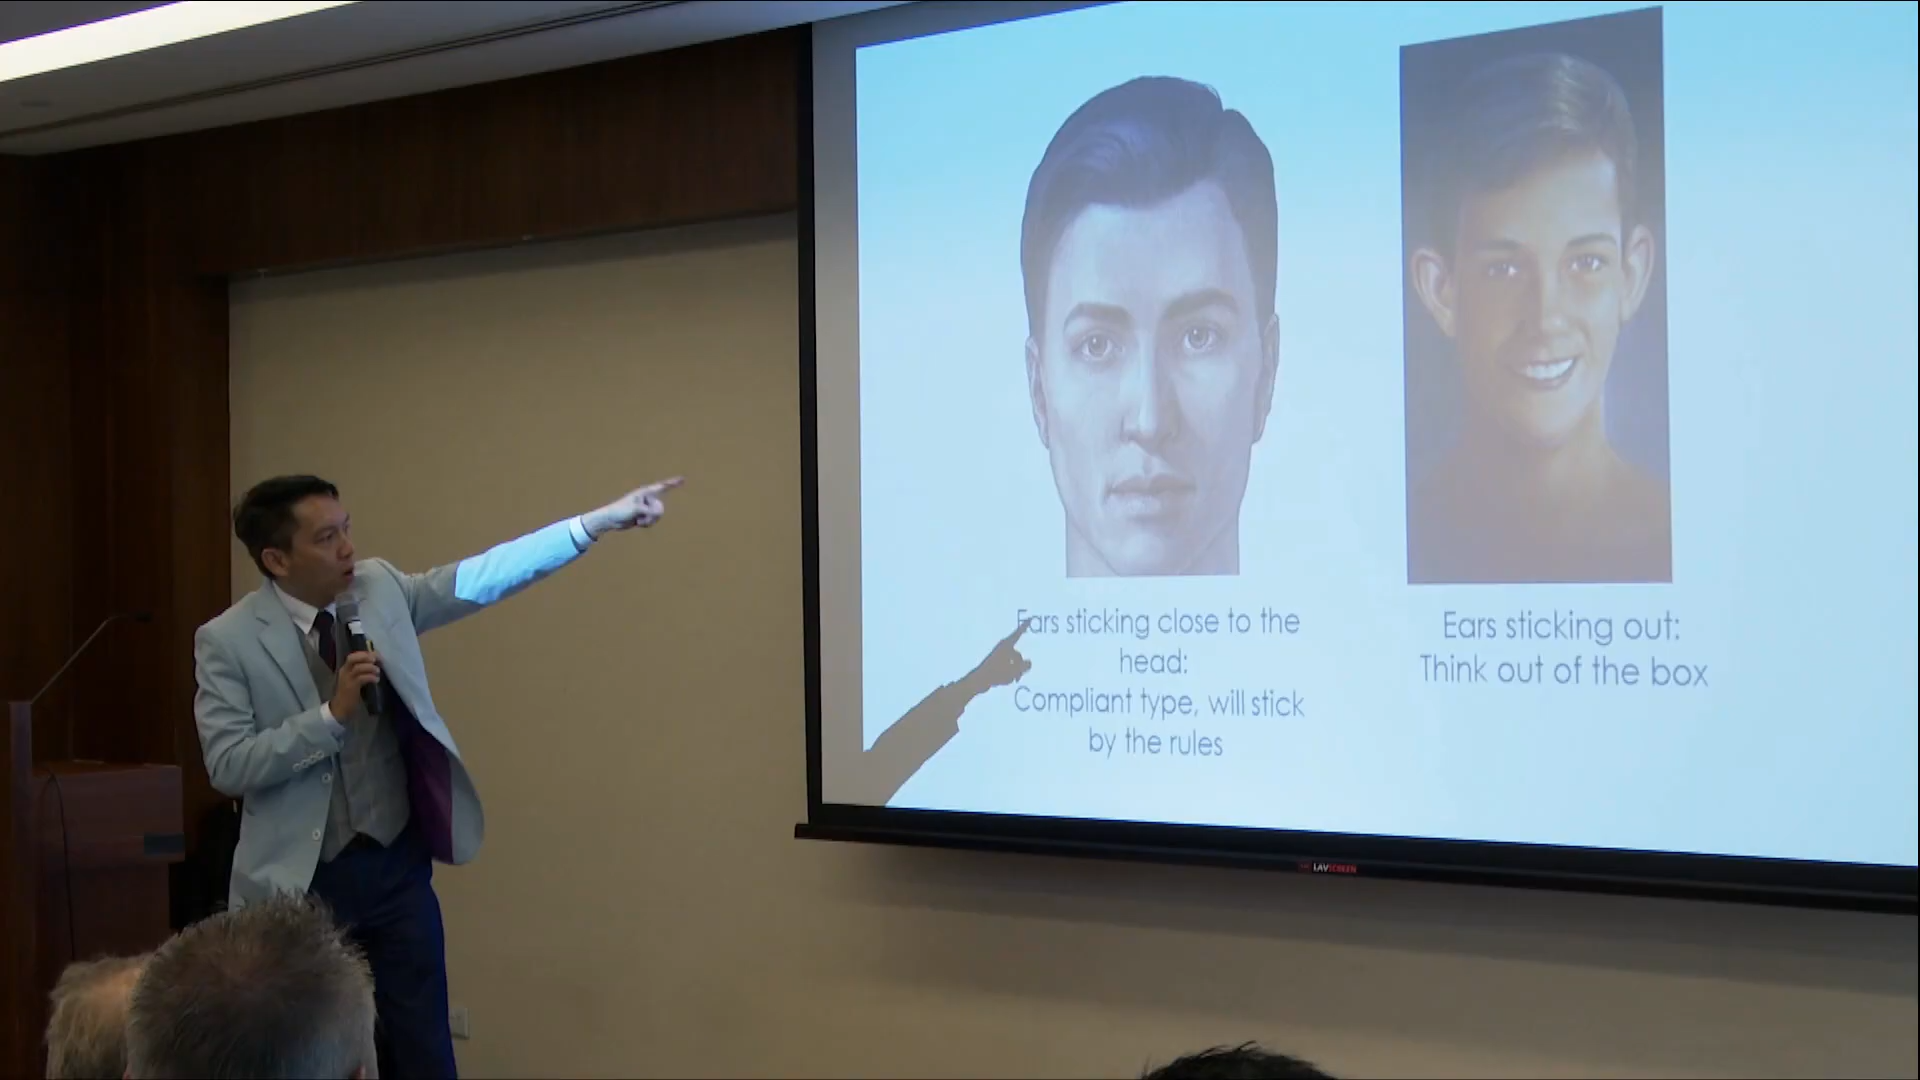 Ears sticking close to the
head:
Compliant type, will stick
by the rules
Ears sticking out:
Think out of the box
LAVSCREEN